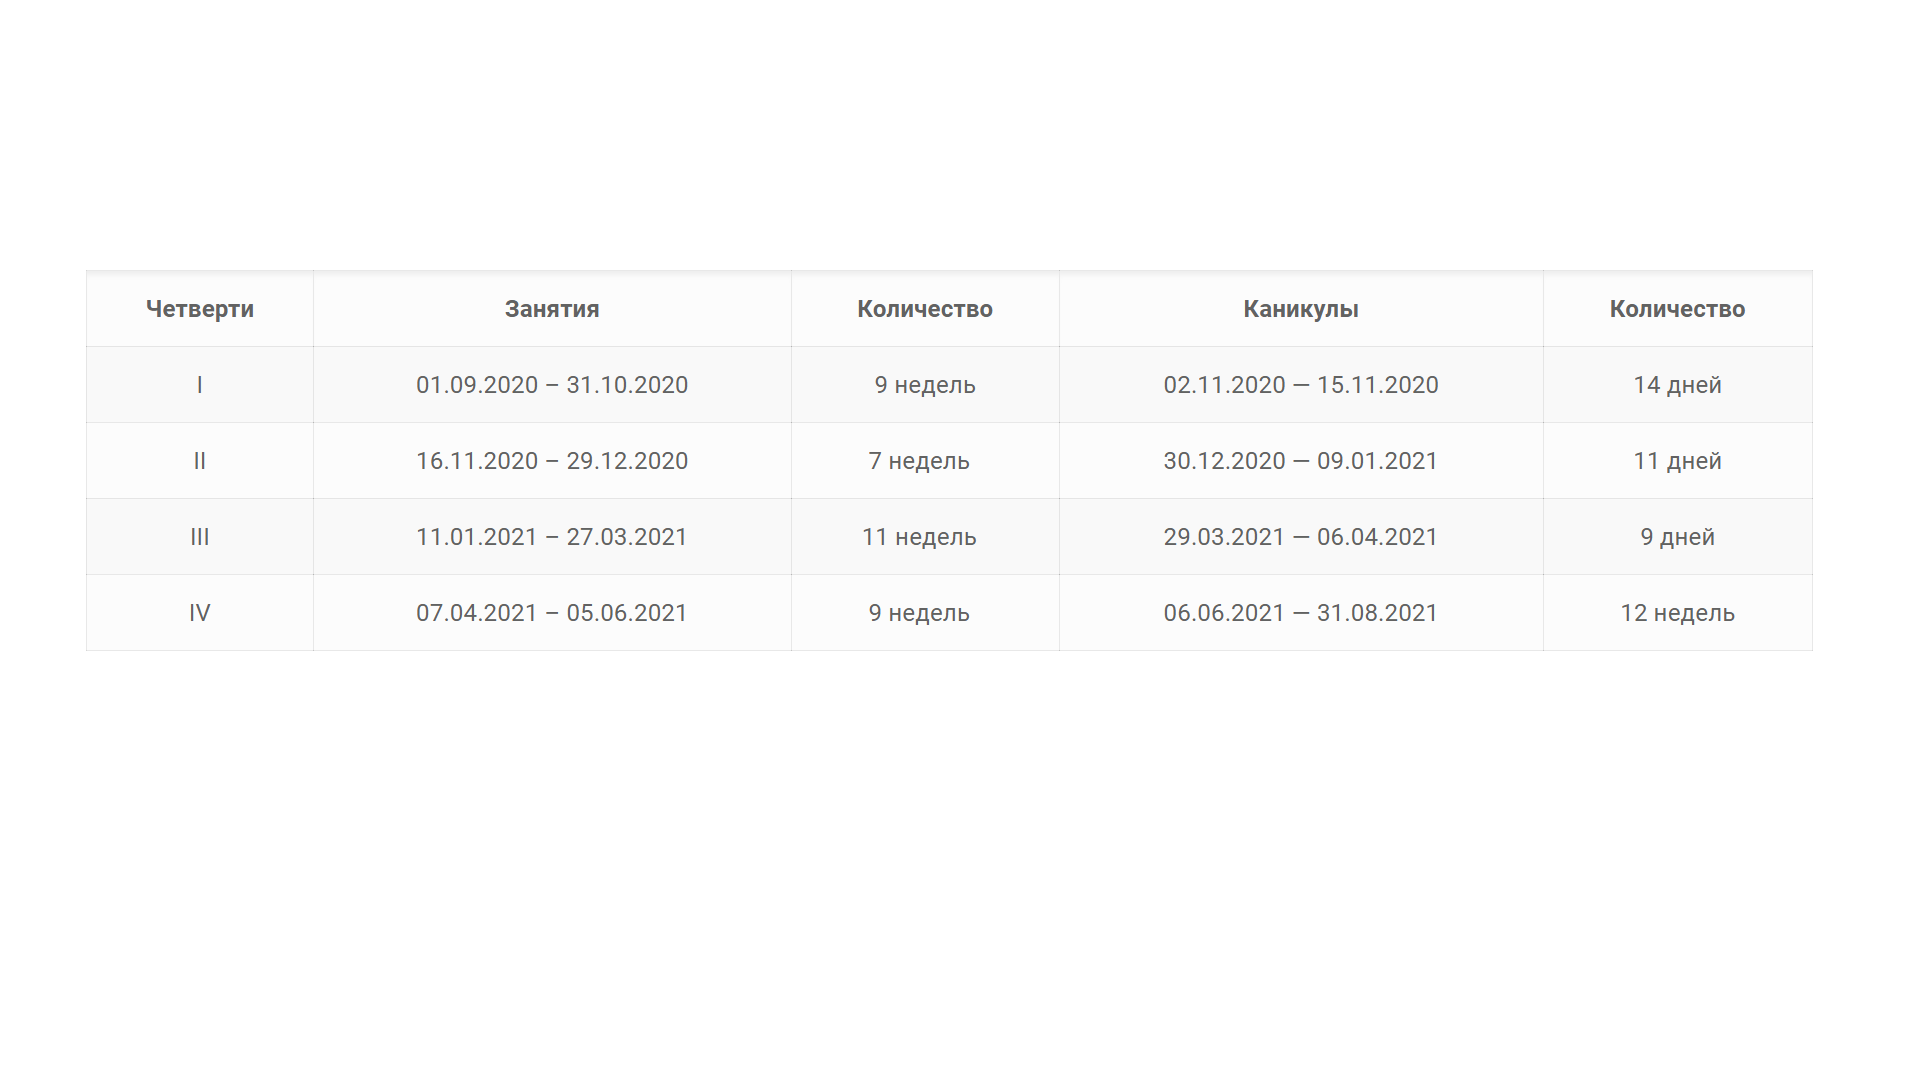 Четверти Занятия Количество Каникулы Количество
I 01.09.2020 – 31.10.2020 9 недель 02.11.2020 — 15.11.2020 14 дней
II 16.11.2020 – 29.12.2020 7 недель 30.12.2020 — 09.01.2021 11 дней
III 11.01.2021 – 27.03.2021 11 недель 29.03.2021 — 06.04.2021 9 дней
IV 07.04.2021 – 05.06.2021 9 недель 06.06.2021 — 31.08.2021 12 недель